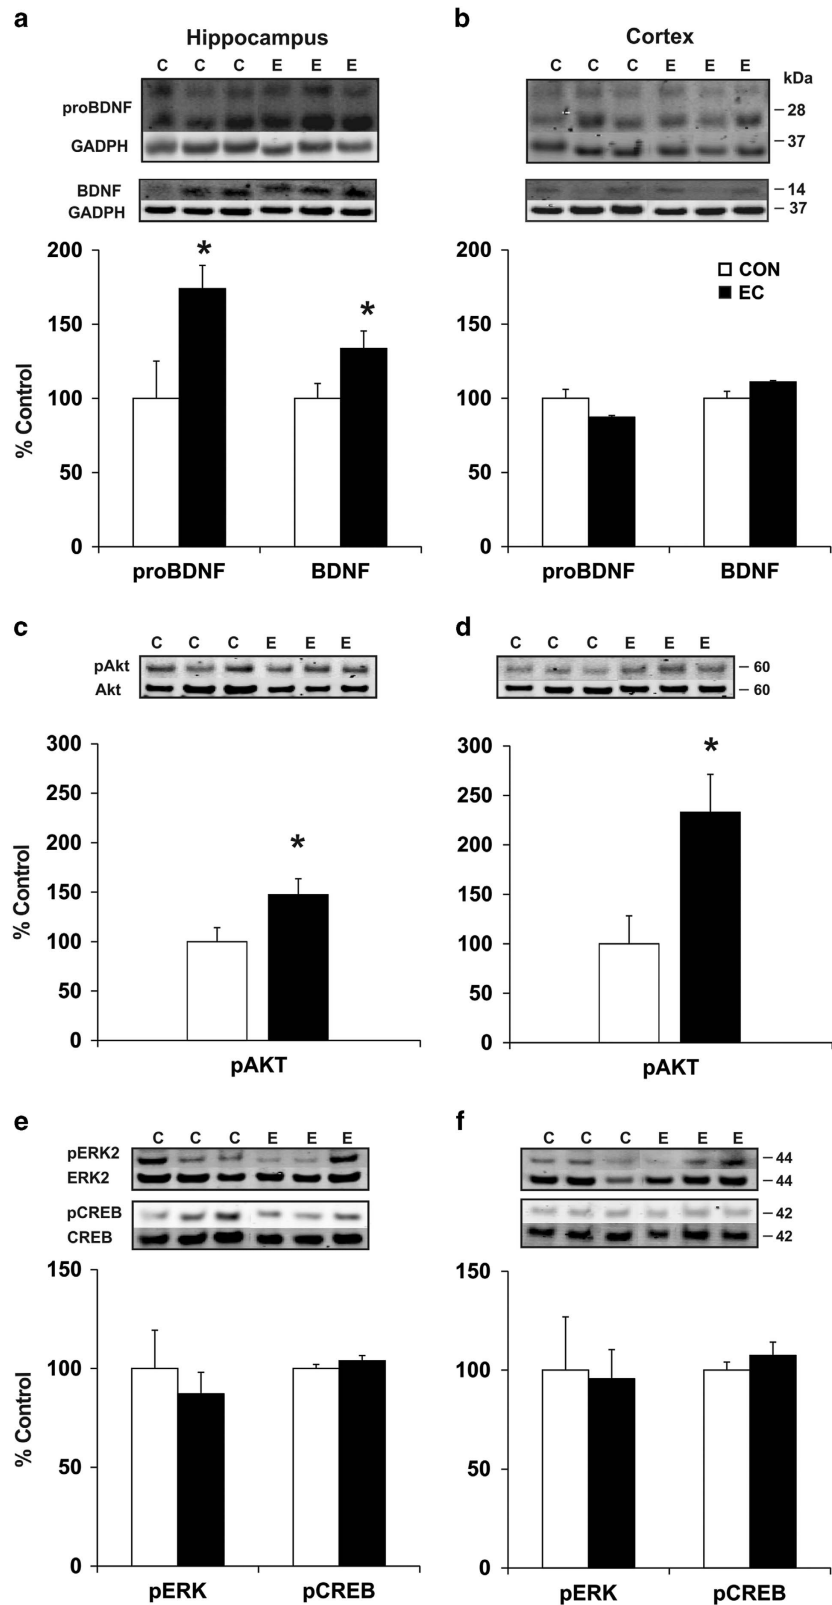 a
Hippocampus
C C C E E E
proBDNF
GADPH
BDNF
GADPH
200
150
100
50
0
% Control
* *
proBDNF BDNF
b
Cortex
C C C E E E
kDa
28
37
14
37
CON
EC
200
150
100
50
0
proBDNF BDNF
c
C C C E E E
pAkt
Akt
300
250
200
150
100
50
0
% Control
*
pAKT
d
C C C E E E
60
60
300
250
200
150
100
50
0
*
pAKT
e
C C C E E E
pERK2
ERK2
pCREB
CREB
150
100
50
0
% Control
pERK pCREB
f
C C C E E E
44
44
42
42
150
100
50
0
pERK pCREB